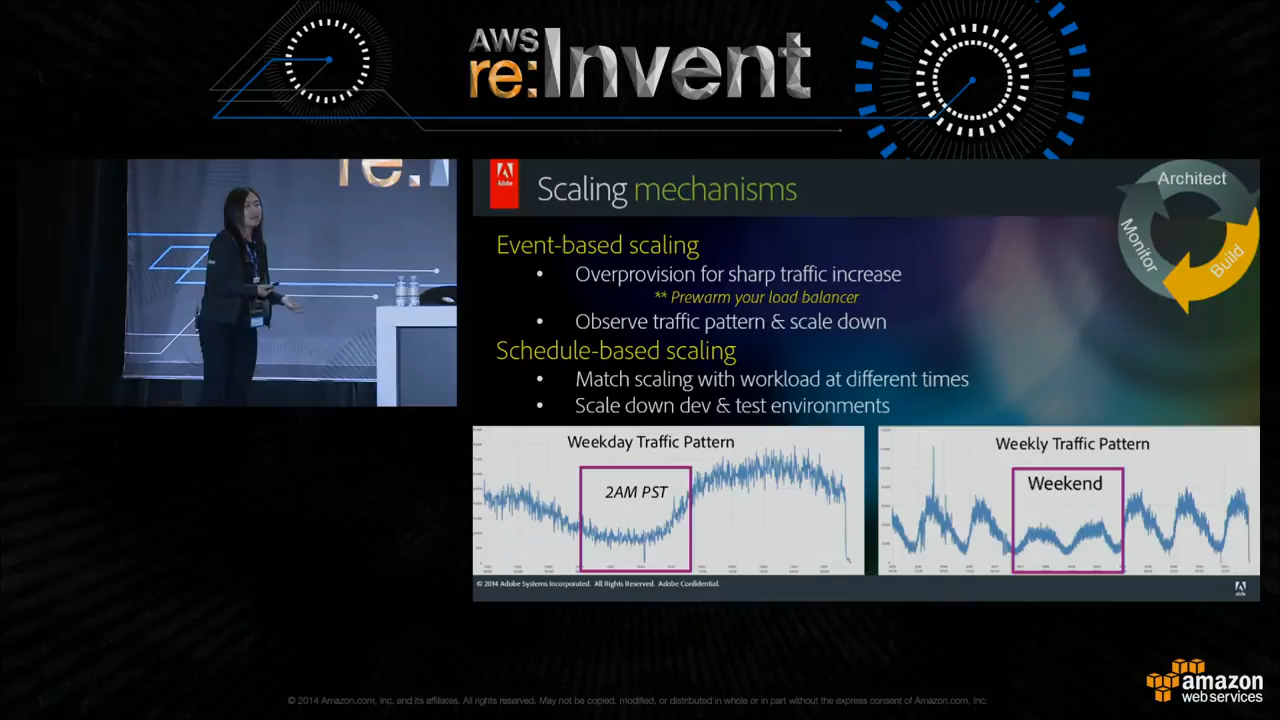 AWS
re:Invent
re:I
Adobe
Scaling mechanisms
Architect
Build
Monitor
Event-based scaling
• Overprovision for sharp traffic increase
** Prewarm your load balancer
• Observe traffic pattern & scale down
Schedule-based scaling
• Match scaling with workload at different times
• Scale down dev & test environments
Weekday Traffic Pattern
2AM PST
Weekly Traffic Pattern
Weekend
© 2014 Adobe Systems Incorporated. All Rights Reserved. Adobe Confidential.
Adobe
© 2014 Amazon.com, Inc, and its affiliates. All rights reserved. May not be copied, modified, or distributed in whole or in part without the express consent of Amazon.com, Inc.
amazon
web services